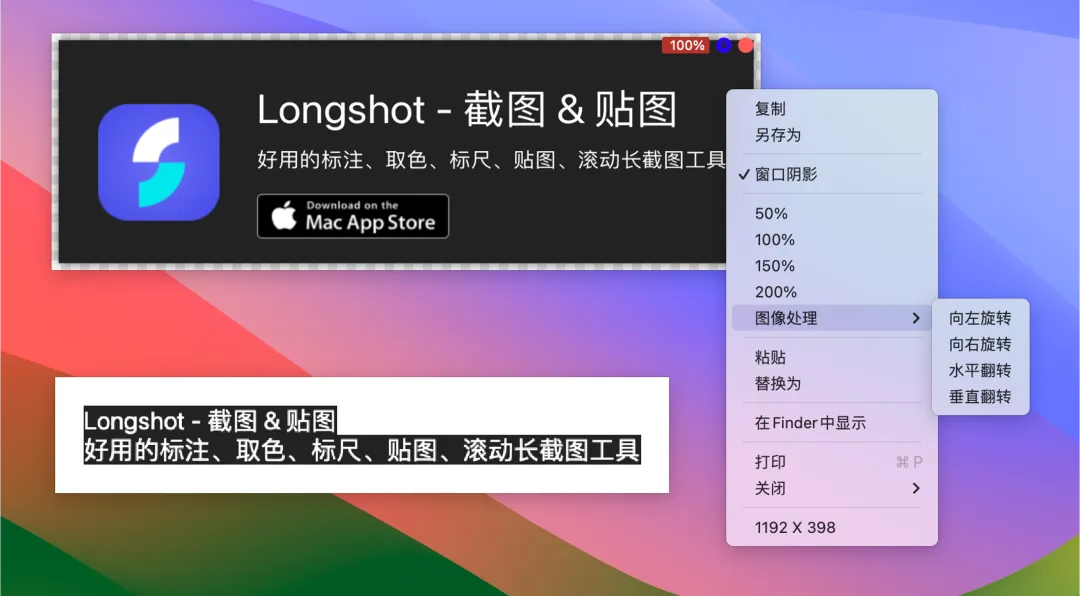 100%
Longshot - 截图 & 贴图
好用的标注、取色、标尺、贴图、滚动长截图工具
Download on the
Mac App Store
复制
另存为
窗口阴影
50%
100%
150%
200%
图像处理
向左旋转
向右旋转
水平翻转
垂直翻转
粘贴
替换为
在Finder中显示
打印 ⌘ P
关闭
1192 X 398
Longshot - 截图 & 贴图
好用的标注、取色、标尺、贴图、滚动长截图工具